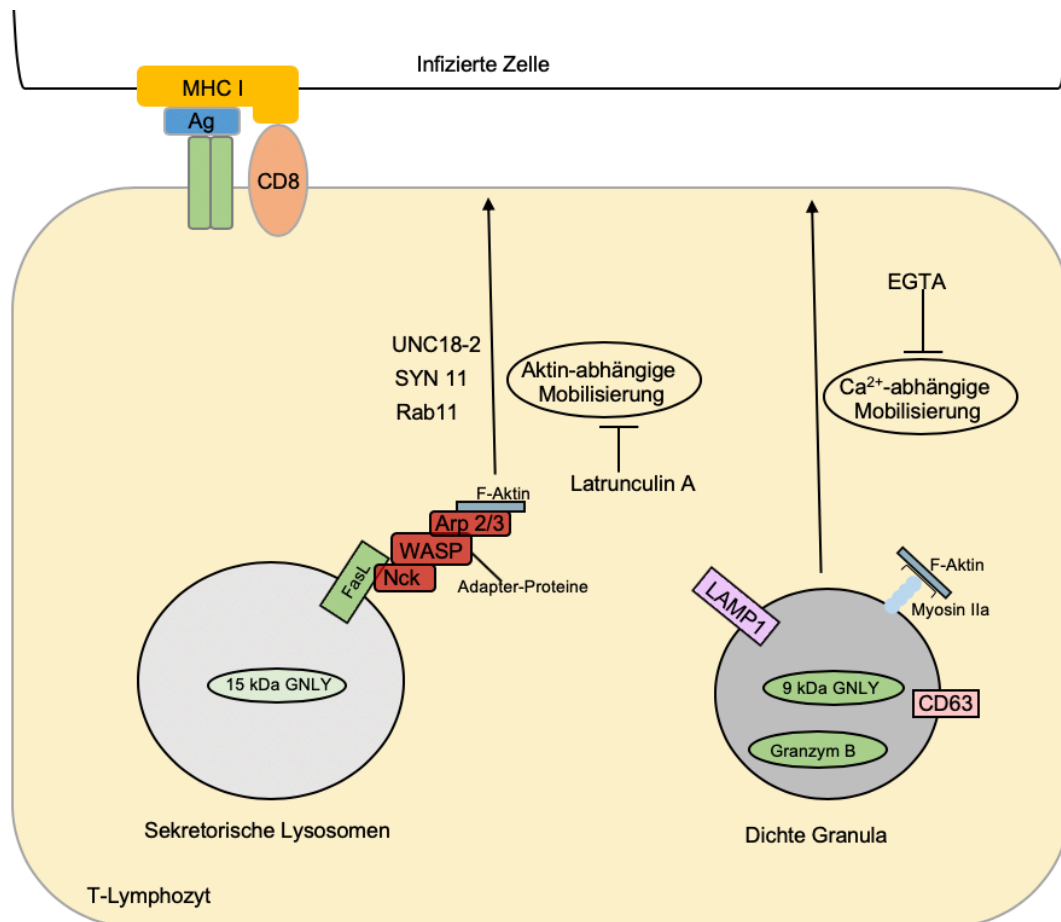 Infizierte Zelle
MHC I
Ag
CD8
EGTA
UNC18-2
SYN 11
Rab11
Aktin-abhängige
Mobilisierung
Ca²⁺-abhängige
Mobilisierung
Latrunculin A
F-Aktin
Arp 2/3
WASP
Nck
FasL
Adapter-Proteine
F-Aktin
Myosin IIa
LAMP1
15 kDa GNLY
9 kDa GNLY
CD63
Granzym B
Sekretorische Lysosomen
Dichte Granula
T-Lymphozyt